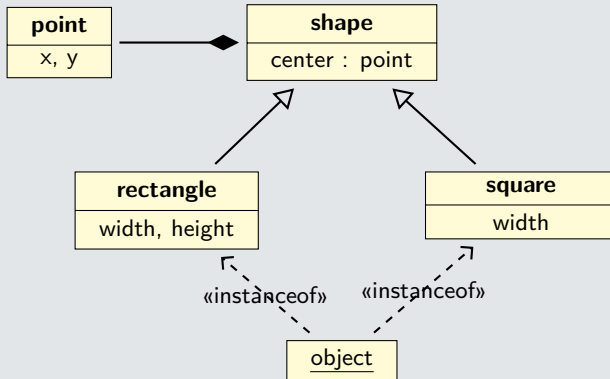 point
x, y
shape
center : point
rectangle
width, height
square
width
«instanceof»
«instanceof»
object